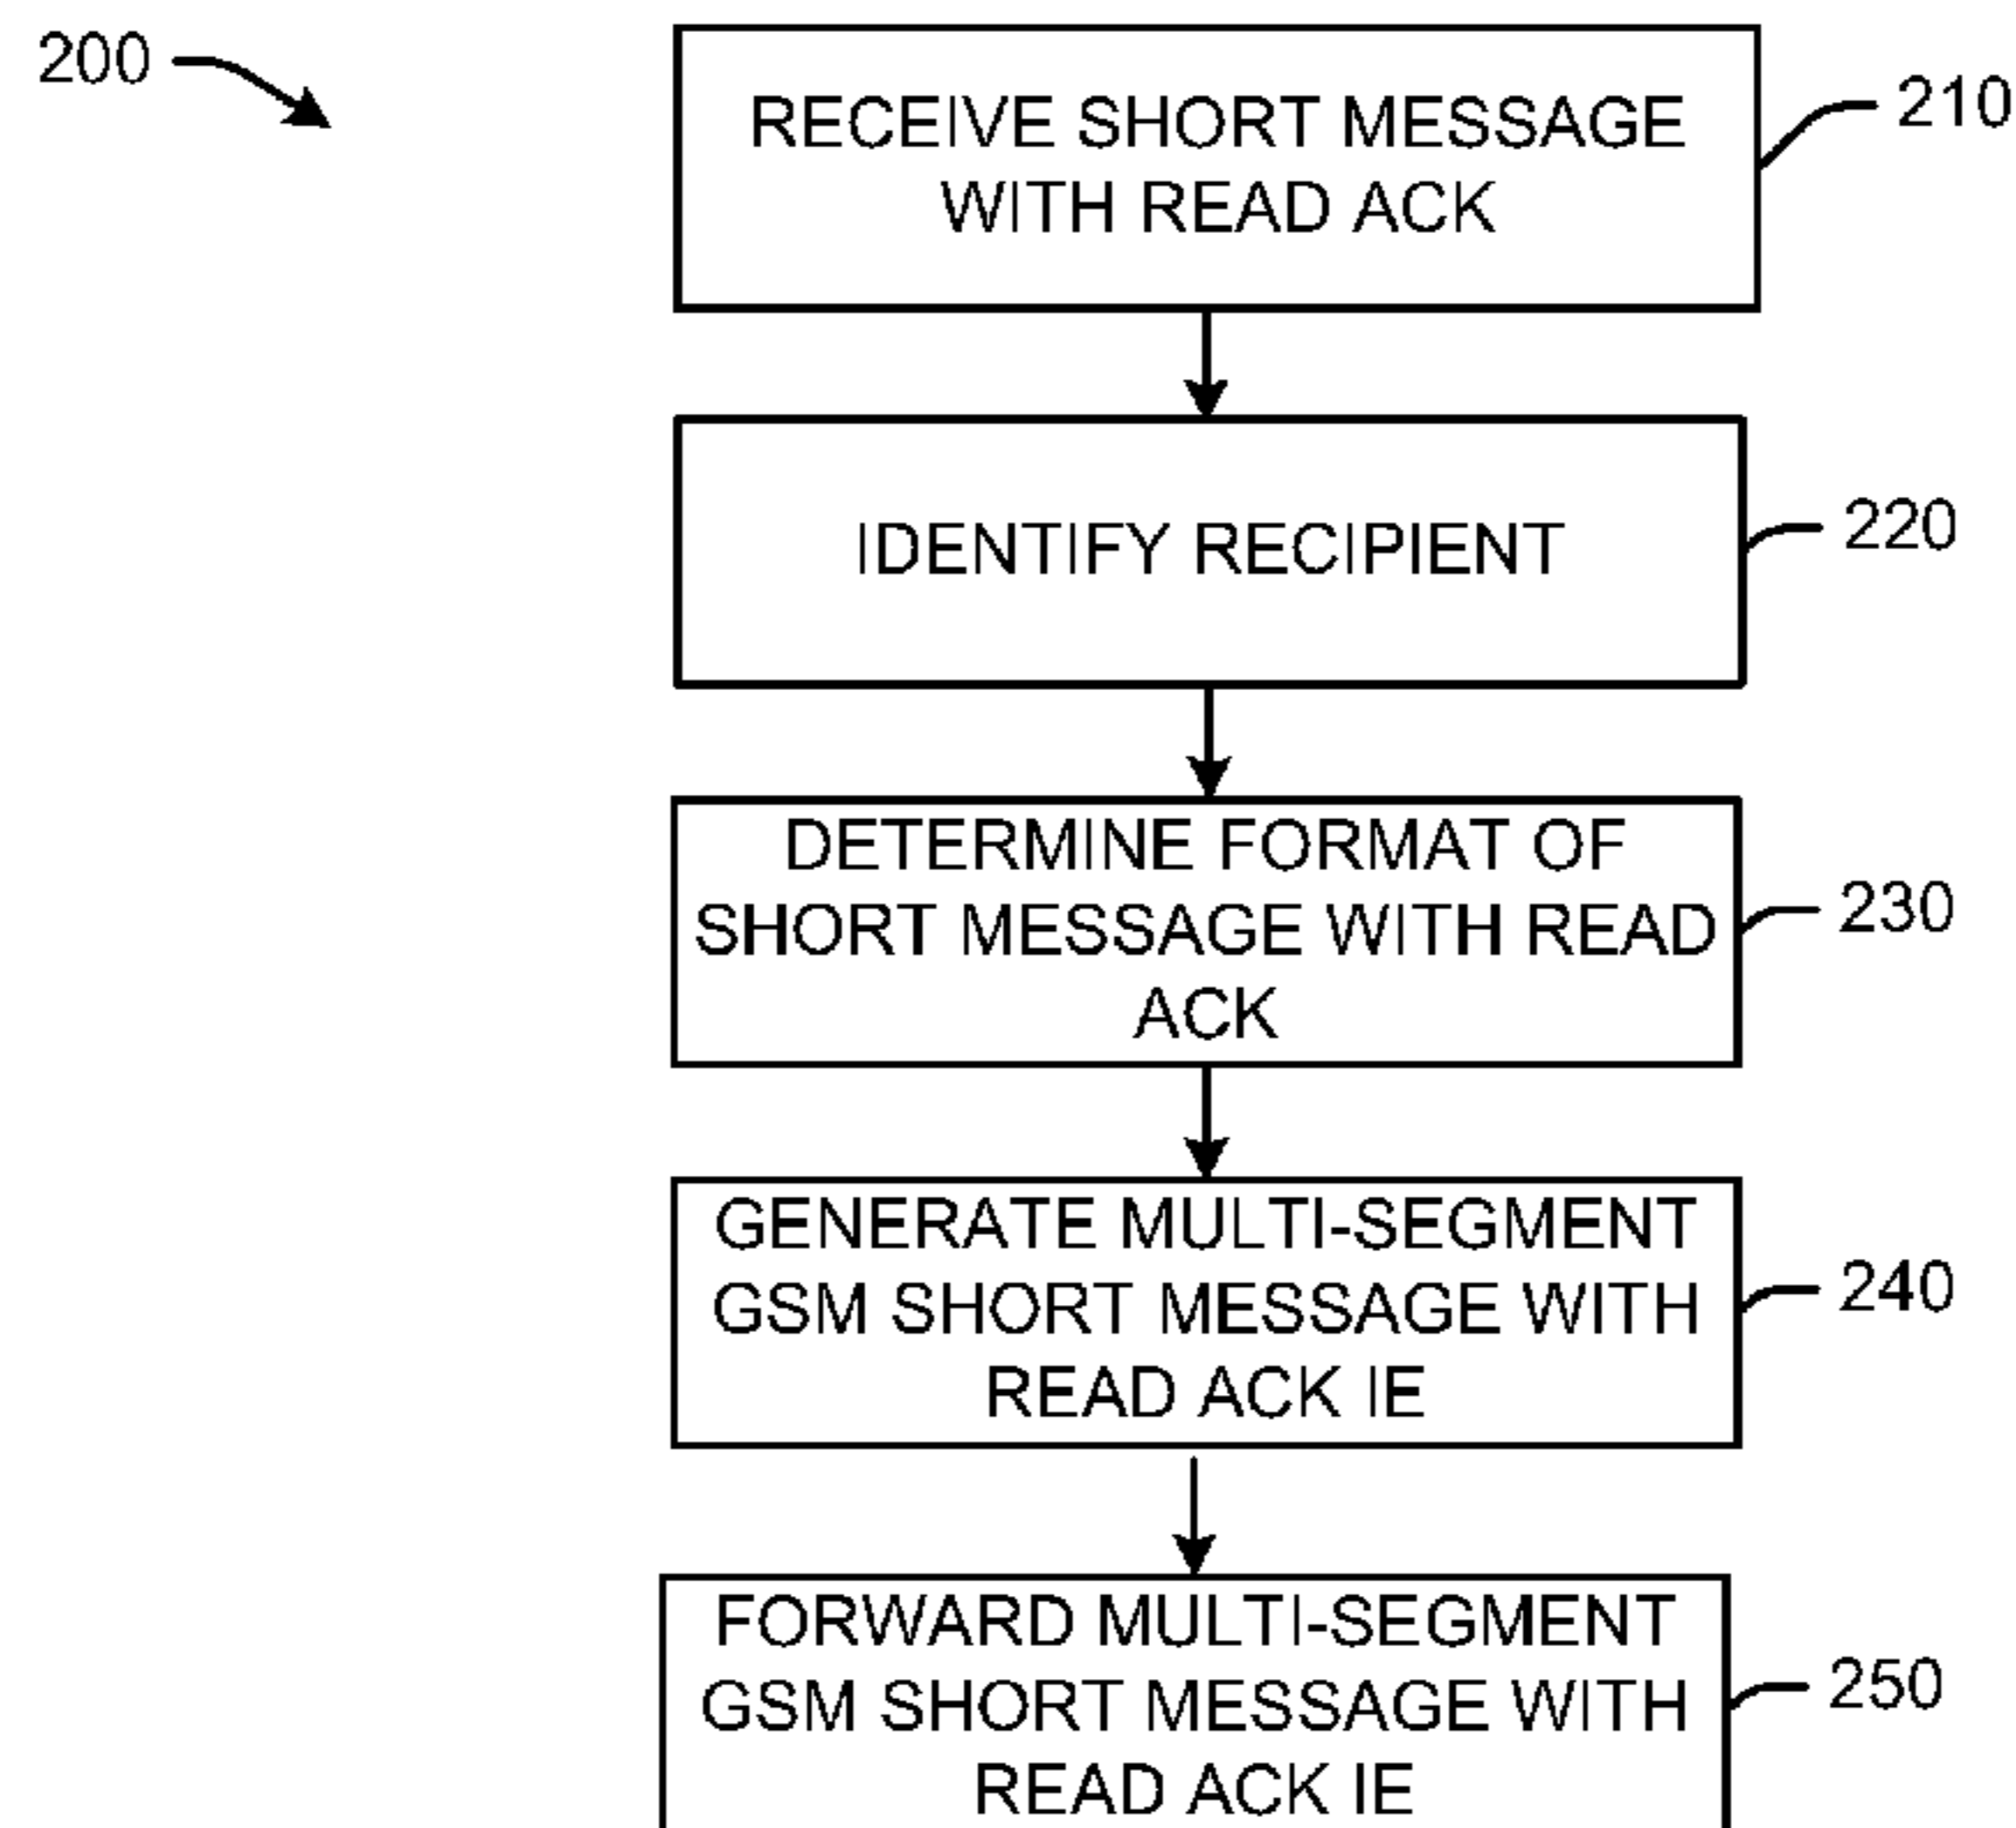 200
RECEIVE SHORT MESSAGE
WITH READ ACK
210
IDENTIFY RECIPIENT
220
DETERMINE FORMAT OF
SHORT MESSAGE WITH READ
ACK
230
GENERATE MULTI-SEGMENT
GSM SHORT MESSAGE WITH
READ ACK IE
240
FORWARD MULTI-SEGMENT
GSM SHORT MESSAGE WITH
READ ACK IE
250